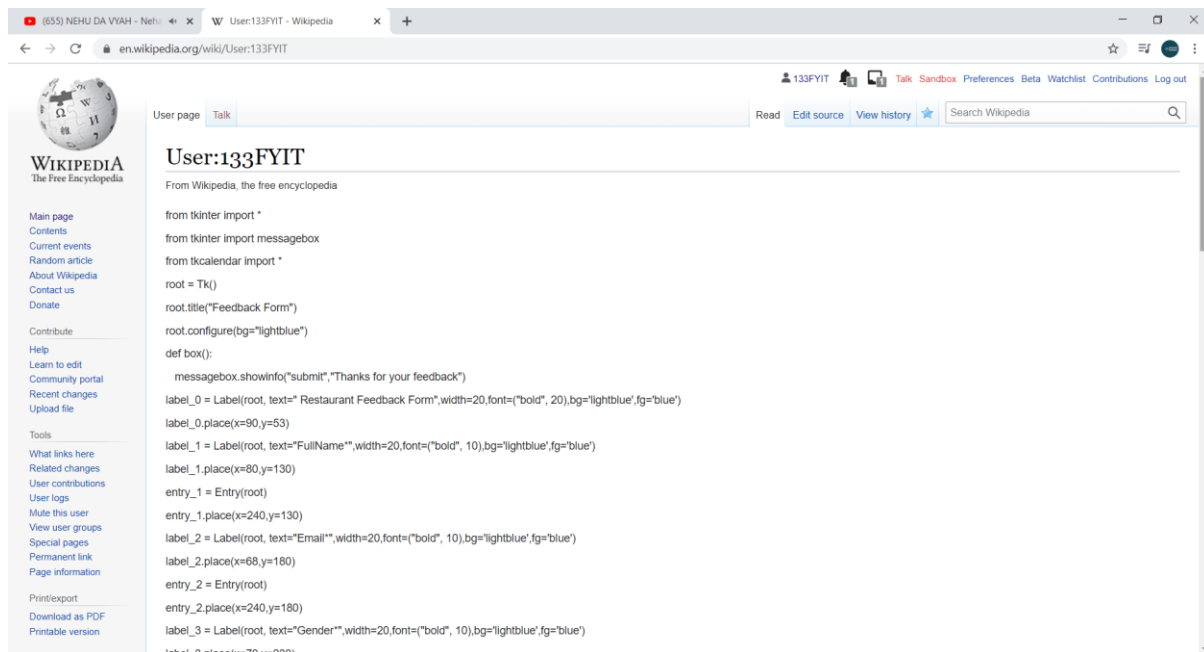 (655) NEHU DA VYAH - Neha
User:133FYIT - Wikipedia
en.wikipedia.org/wiki/User:133FYIT
133FYIT 1 1 Talk Sandbox Preferences Beta Watchlist Contributions Log out
User page Talk
Read Edit source View history Search Wikipedia
WIKIPEDIA
The Free Encyclopedia
Main page
Contents
Current events
Random article
About Wikipedia
Contact us
Donate
Contribute
Help
Learn to edit
Community portal
Recent changes
Upload file
Tools
What links here
Related changes
User contributions
User logs
Mute this user
View user groups
Special pages
Permanent link
Page information
Print/export
Download as PDF
Printable version
User:133FYIT
From Wikipedia, the free encyclopedia
from tkinter import *
from tkinter import messagebox
from tkcalendar import *
root = Tk()
root.title("Feedback Form")
root.configure(bg="lightblue")
def box():
messagebox.showinfo("submit","Thanks for your feedback")
label_0 = Label(root, text=" Restaurant Feedback Form",width=20,font=("bold", 20),bg='lightblue',fg='blue')
label_0.place(x=90,y=53)
label_1 = Label(root, text="FullName*",width=20,font=("bold", 10),bg='lightblue',fg='blue')
label_1.place(x=80,y=130)
entry_1 = Entry(root)
entry_1.place(x=240,y=130)
label_2 = Label(root, text="Email*",width=20,font=("bold", 10),bg='lightblue',fg='blue')
label_2.place(x=68,y=180)
entry_2 = Entry(root)
entry_2.place(x=240,y=180)
label_3 = Label(root, text="Gender*",width=20,font=("bold", 10),bg='lightblue',fg='blue')